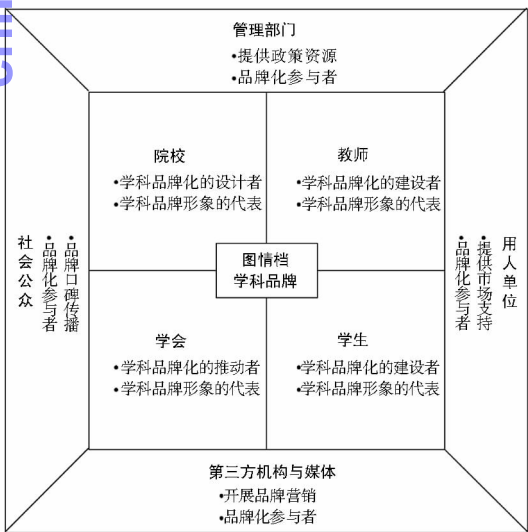 管理部门
•提供政策资源
•品牌化参与者
院校
•学科品牌化的设计者
•学科品牌形象的代表
教师
•学科品牌化的建设者
•学科品牌形象的代表
社会公众
•品牌口碑传播
•品牌化参与者
图情档
学科品牌
用人单位
•提供市场支持
•品牌化参与者
学会
•学科品牌化的推动者
•学科品牌形象的代表
学生
•学科品牌化的建设者
•学科品牌形象的代表
第三方机构与媒体
•开展品牌营销
•品牌化参与者